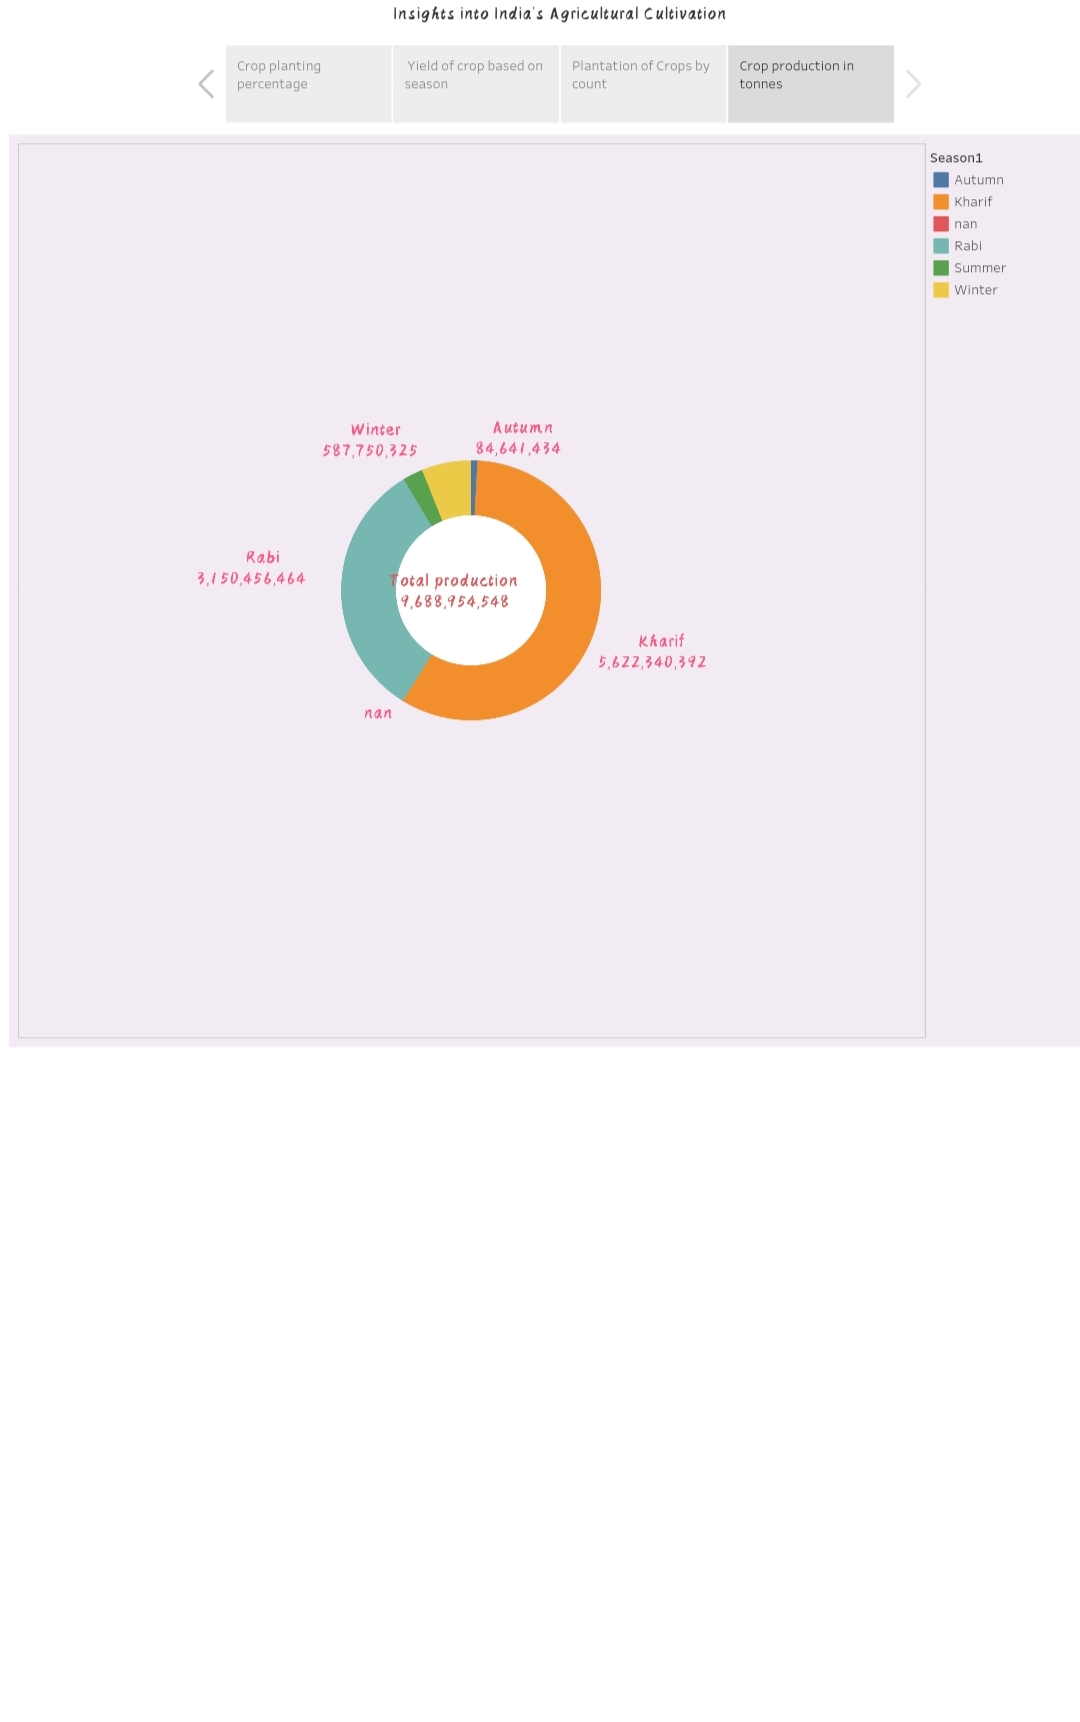 Insights into India's Agricultural Cultivation
Crop planting
percentage
Yield of crop based on
season
Plantation of Crops by
count
Crop production in
tonnes
Season1
Autumn
Kharif
nan
Rabi
Summer
Winter
Winter
587,750,325
Autumn
84,641,434
Rabi
3,150,456,464
Total production
9,688,954,548
Kharif
5,622,340,392
nan